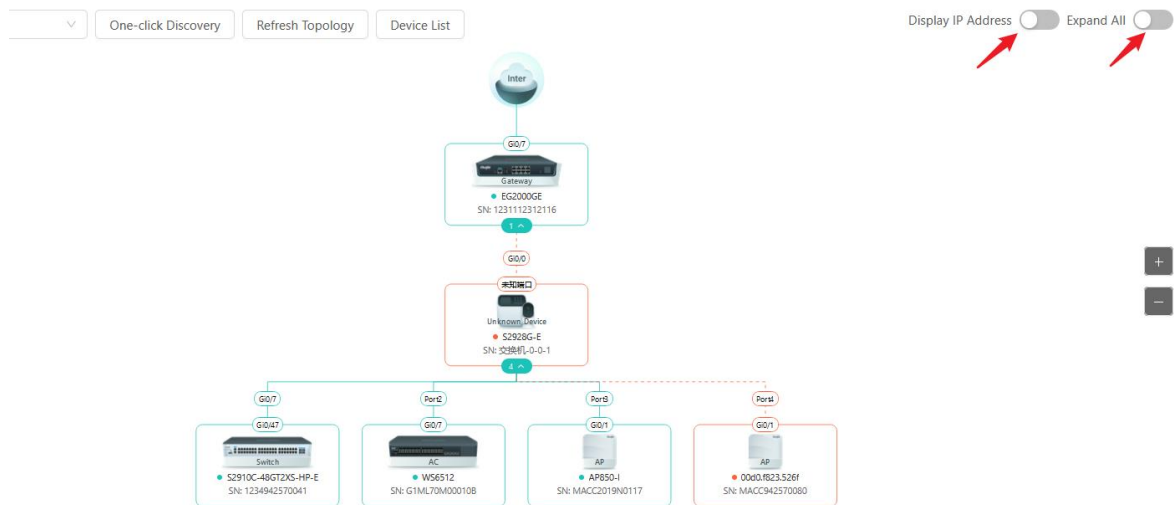 One-click Discovery Refresh Topology Device List Display IP Address Expand All
Inter
Gi0/7
Gateway
EG2000GE
SN: 1231112312116
1
Gi0/0
未知端口
Unknown Device
S2928G-E
SN: 交换机-0-0-1
4
Gi0/7 Port2 Port3 Port4
Gi0/47 Gi0/7 Gi0/1 Gi0/1
Switch AC AP AP
S2910C-48GT2XS-HP-E WS6512 AP850-I 00d0.f823.526f
SN: 1234942570041 SN: G1ML70M00010B SN: MACC2019N0117 SN: MACC942570080